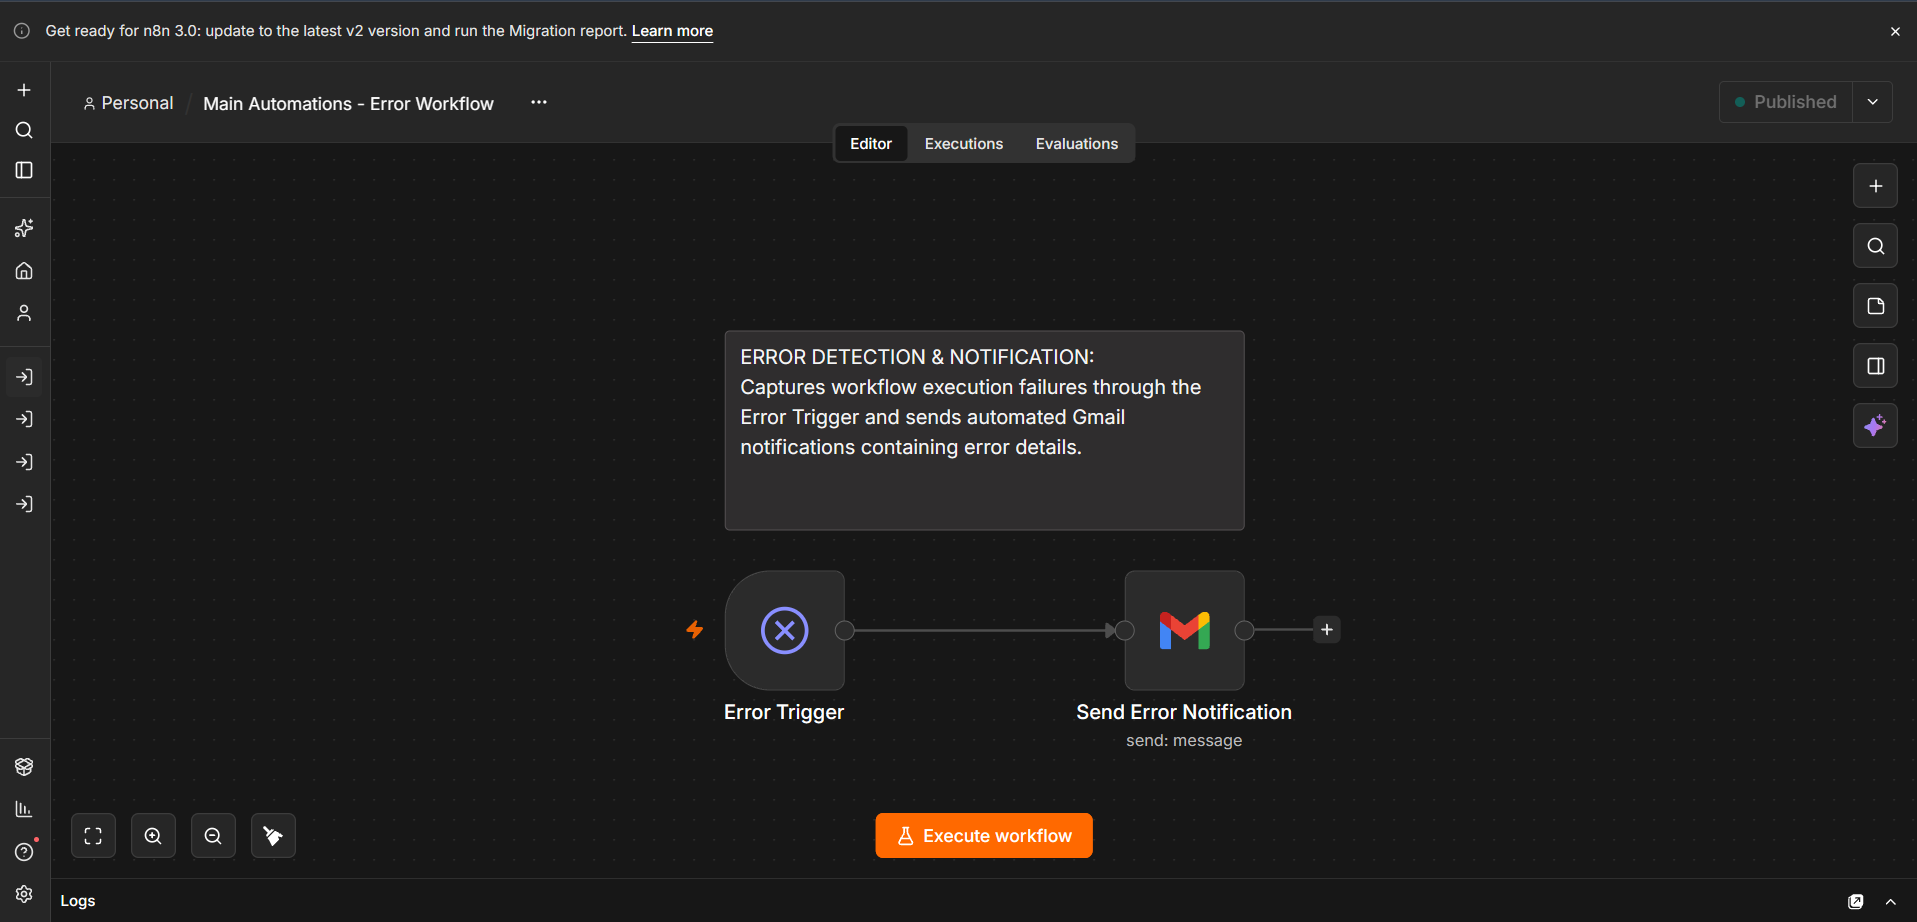 Get ready for n8n 3.0: update to the latest v2 version and run the Migration report. Learn more
Personal / Main Automations - Error Workflow
Published
Editor Executions Evaluations
ERROR DETECTION & NOTIFICATION:
Captures workflow execution failures through the
Error Trigger and sends automated Gmail
notifications containing error details.
Error Trigger
Send Error Notification
send: message
Execute workflow
Logs